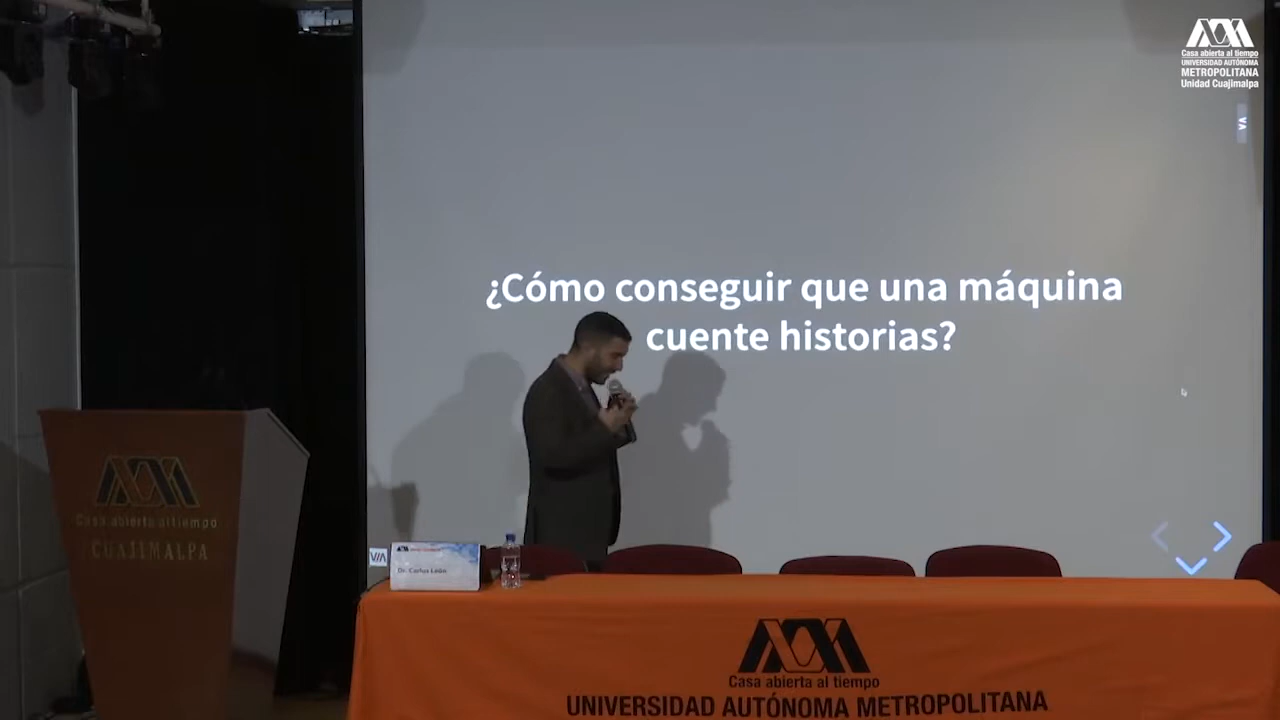 Casa abierta al tiempo
UNIVERSIDAD AUTÓNOMA
METROPOLITANA
Unidad Cuajimalpa
¿Cómo conseguir que una máquina
cuente historias?
Casa abierta al tiempo
CUAJIMALPA
Dr. Carlos León
Casa abierta al tiempo
UNIVERSIDAD AUTÓNOMA METROPOLITANA